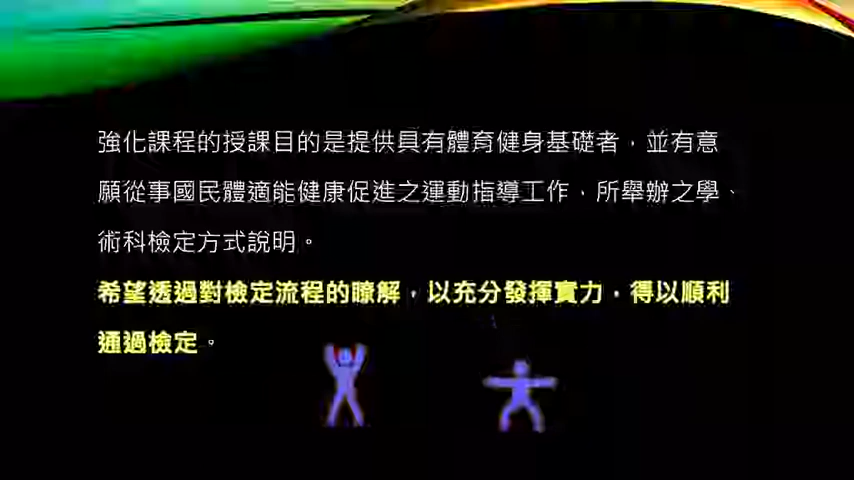 強化課程的授課目的是提供具有體育健身基礎者，並有意
願從事國民體適能健康促進之運動指導工作，所舉辦之學、
術科檢定方式說明。
希望透過對檢定流程的瞭解，以充分發揮實力，得以順利
通過檢定。